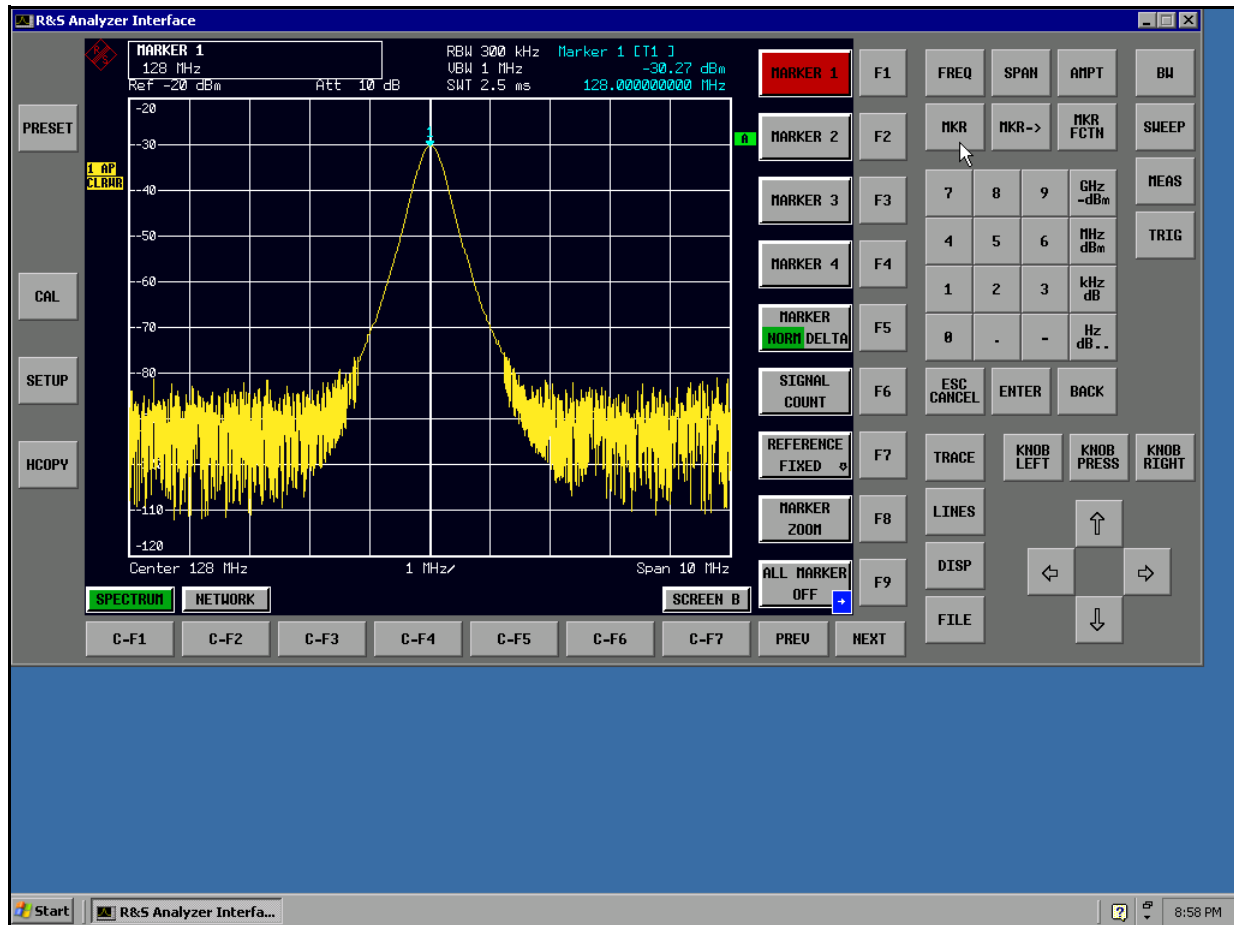 R&S Analyzer Interface
MARKER 1
128 MHz
RBW 300 kHz
Marker 1 [T1 ]
VBW 1 MHz
-30.27 dBm
Ref -20 dBm
Att 10 dB
SWT 2.5 ms
128.000000000 MHz
-20
1
-30
A
1 AP
CLRWR
-40
-50
-60
-70
-80
-110
-120
Center 128 MHz
1 MHz/
Span 10 MHz
SPECTRUM
NETWORK
SCREEN B
PRESET
CAL
SETUP
HCOPY
MARKER 1
F1
MARKER 2
F2
MARKER 3
F3
MARKER 4
F4
MARKER
NORM DELTA
F5
SIGNAL
COUNT
F6
REFERENCE
FIXED
F7
MARKER
ZOOM
F8
ALL MARKER
OFF
F9
C-F1
C-F2
C-F3
C-F4
C-F5
C-F6
C-F7
PREV
NEXT
FREQ
SPAN
AMPT
BW
MKR
MKR->
MKR
FCTN
SWEEP
MEAS
TRIG
7
8
9
GHz
-dBm
4
5
6
MHz
dBm
1
2
3
kHz
dB
0
.
-
Hz
dB..
ESC
CANCEL
ENTER
BACK
TRACE
KNOB
LEFT
KNOB
PRESS
KNOB
RIGHT
LINES
DISP
FILE
Start
R&S Analyzer Interfa...
8:58 PM